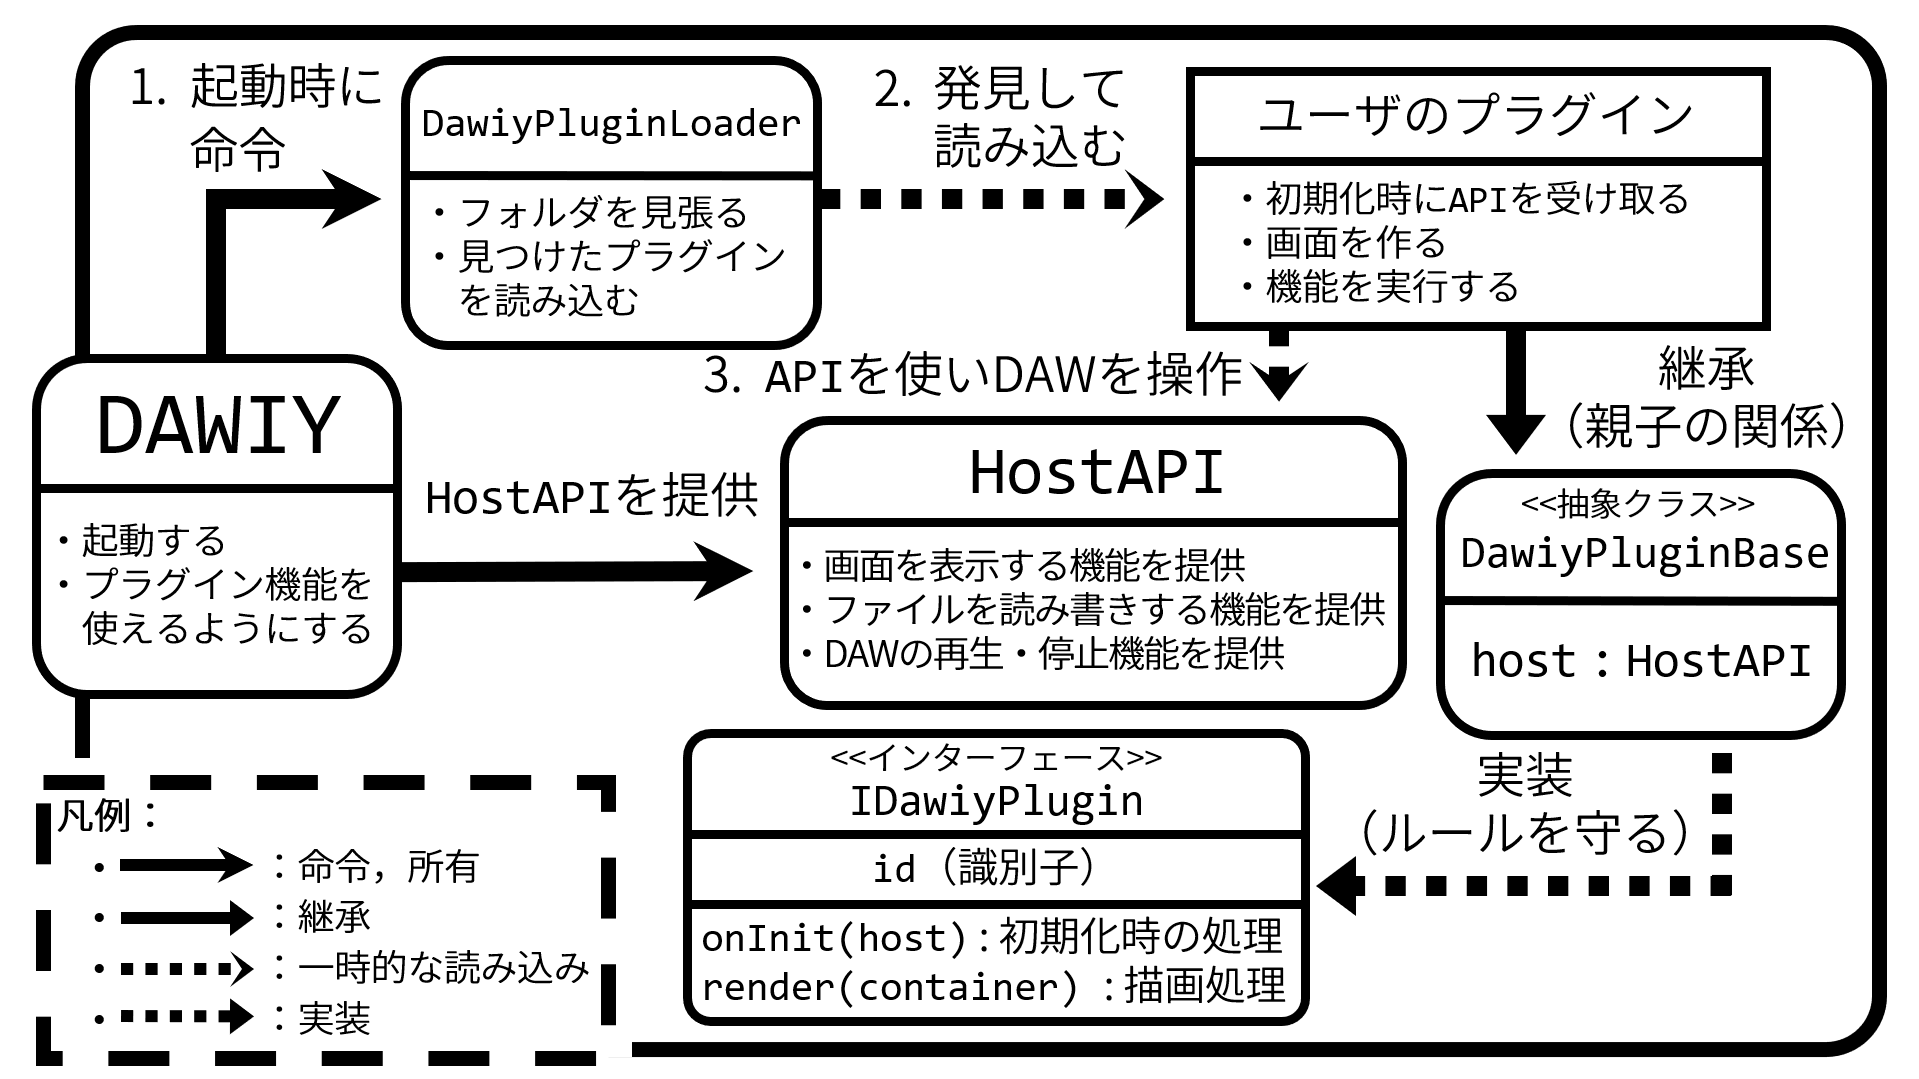 1. 起動時に
命令
DawiyPluginLoader
・フォルダを見張る
・見つけたプラグイン
を読み込む
2. 発見して
読み込む
ユーザのプラグイン
・初期化時にAPIを受け取る
・画面を作る
・機能を実行する
3. APIを使いDAWを操作
継承
（親子の関係）
DAWIY
・起動する
・プラグイン機能を
使えるようにする
HostAPIを提供
HostAPI
・画面を表示する機能を提供
・ファイルを読み書きする機能を提供
・DAWの再生・停止機能を提供
<<抽象クラス>>
DawiyPluginBase
host：HostAPI
実装
（ルールを守る）
<<インターフェース>>
IDawiyPlugin
id（識別子）
onInit(host)：初期化時の処理
render(container)：描画処理
凡例：
・：命令，所有
・：継承
・：一時的な読み込み
・：実装